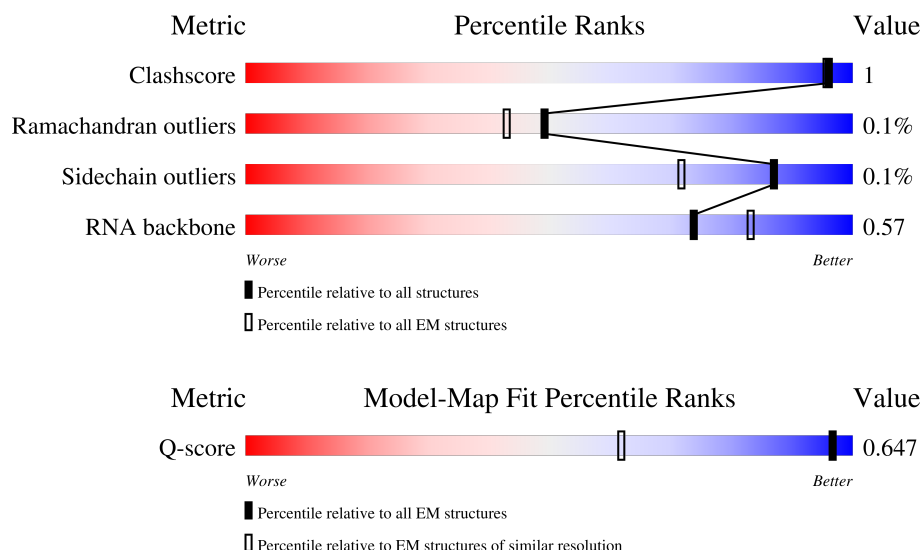 Metric Percentile Ranks Value
Clashscore 1
Ramachandran outliers 0.1%
Sidechain outliers 0.1%
RNA backbone 0.57
Worse Better
Percentile relative to all structures
Percentile relative to all EM structures
Metric Model-Map Fit Percentile Ranks Value
Q-score 0.647
Worse Better
Percentile relative to all EM structures
Percentile relative to EM structures of similar resolution